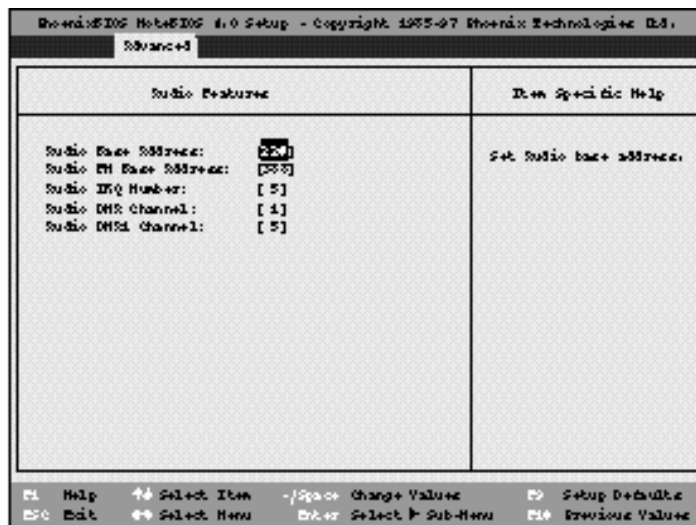 PhoenixBIOS NoteBIOS 4.0 Setup - Copyright 1985-97 Phoenix Technologies Ltd.
Advanced
Audio Features
Item Specific Help
Audio Base Address: [220]
Set Audio base address.
Audio FM Base Address: [388]
Audio IRQ Number: [ 5]
Audio DMA Channel: [ 1]
Audio DMA1 Channel: [ 5]
F1 Help ↑↓ Select Item -/Space Change Values F9 Setup Defaults
ESC Exit ↔ Select Menu Enter Select ▶ Sub-Menu F10 Previous Values